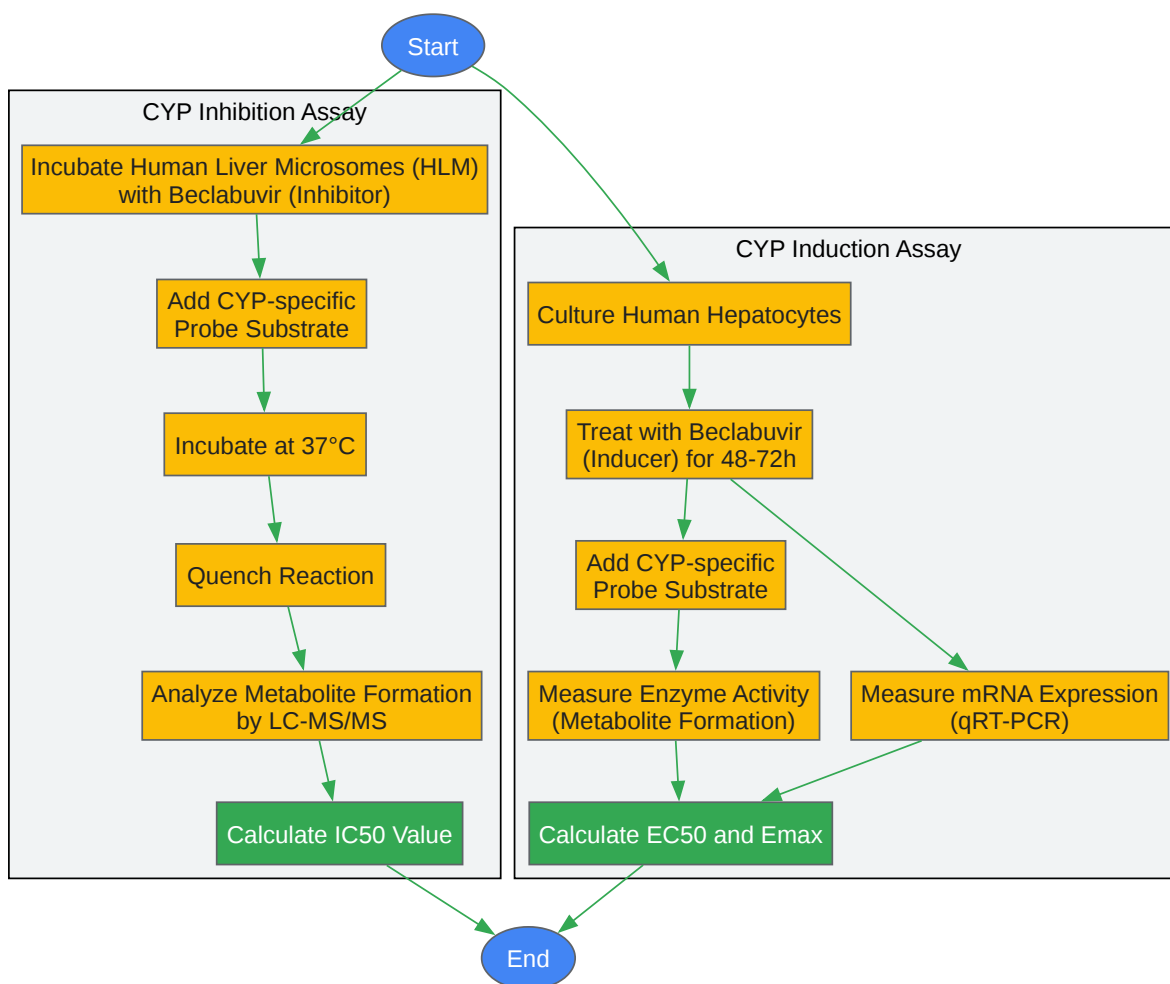 Start
CYP Inhibition Assay
Incubate Human Liver Microsomes (HLM)
with Beclabuvir (Inhibitor)
Add CYP-specific
Probe Substrate
Incubate at 37°C
Quench Reaction
Analyze Metabolite Formation
by LC-MS/MS
Calculate IC50 Value
CYP Induction Assay
Culture Human Hepatocytes
Treat with Beclabuvir
(Inducer) for 48-72h
Add CYP-specific
Probe Substrate
Measure Enzyme Activity
(Metabolite Formation)
Measure mRNA Expression
(qRT-PCR)
Calculate EC50 and Emax
End